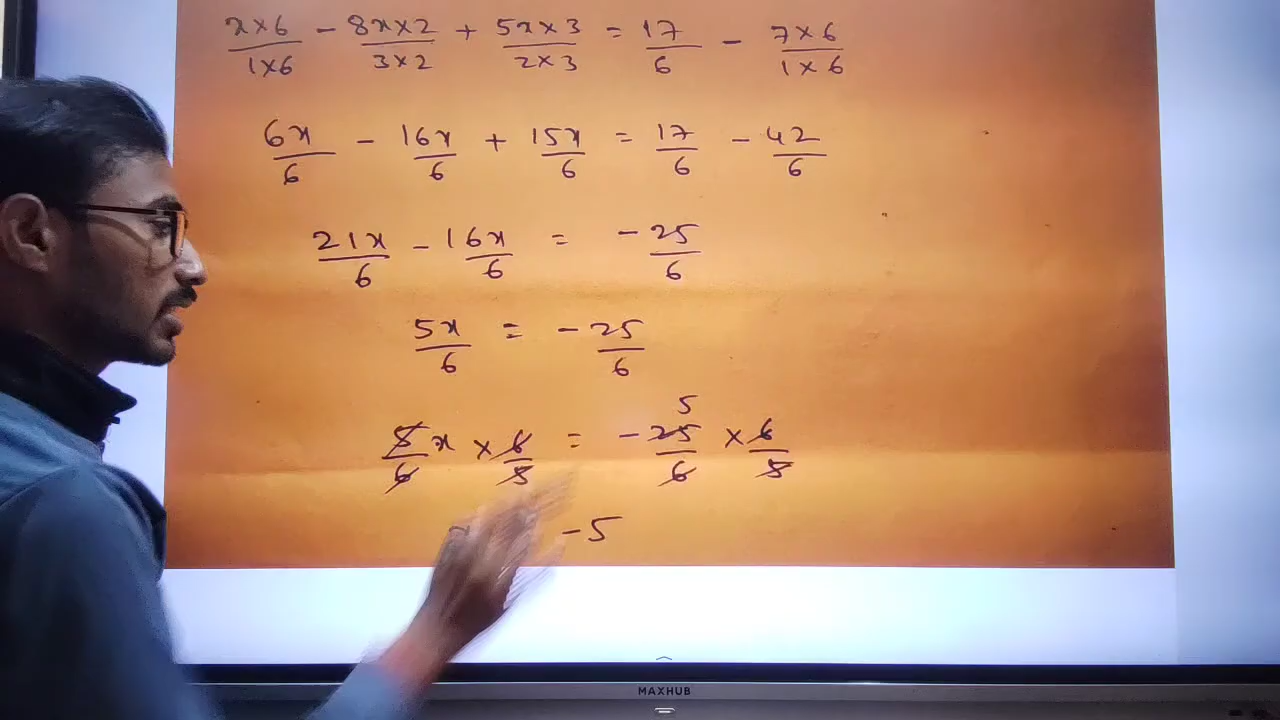 x×6/1×6 - 8x×2/3×2 + 5x×3/2×3 = 17/6 - 7×6/1×6
6x/6 - 16x/6 + 15x/6 = 17/6 - 42/6
21x/6 - 16x/6 = -25/6
5x/6 = -25/6
5/6 x × 6/5 = -25/6 × 6/5
5
-5
MAXHUB